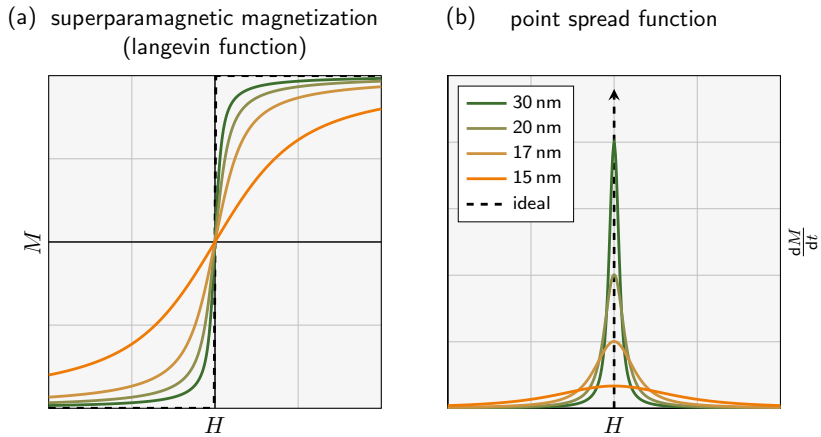 (a) superparamagnetic magnetization
(langevin function)
M
H
(b) point spread function
30 nm
20 nm
17 nm
15 nm
ideal
dM
dt
H